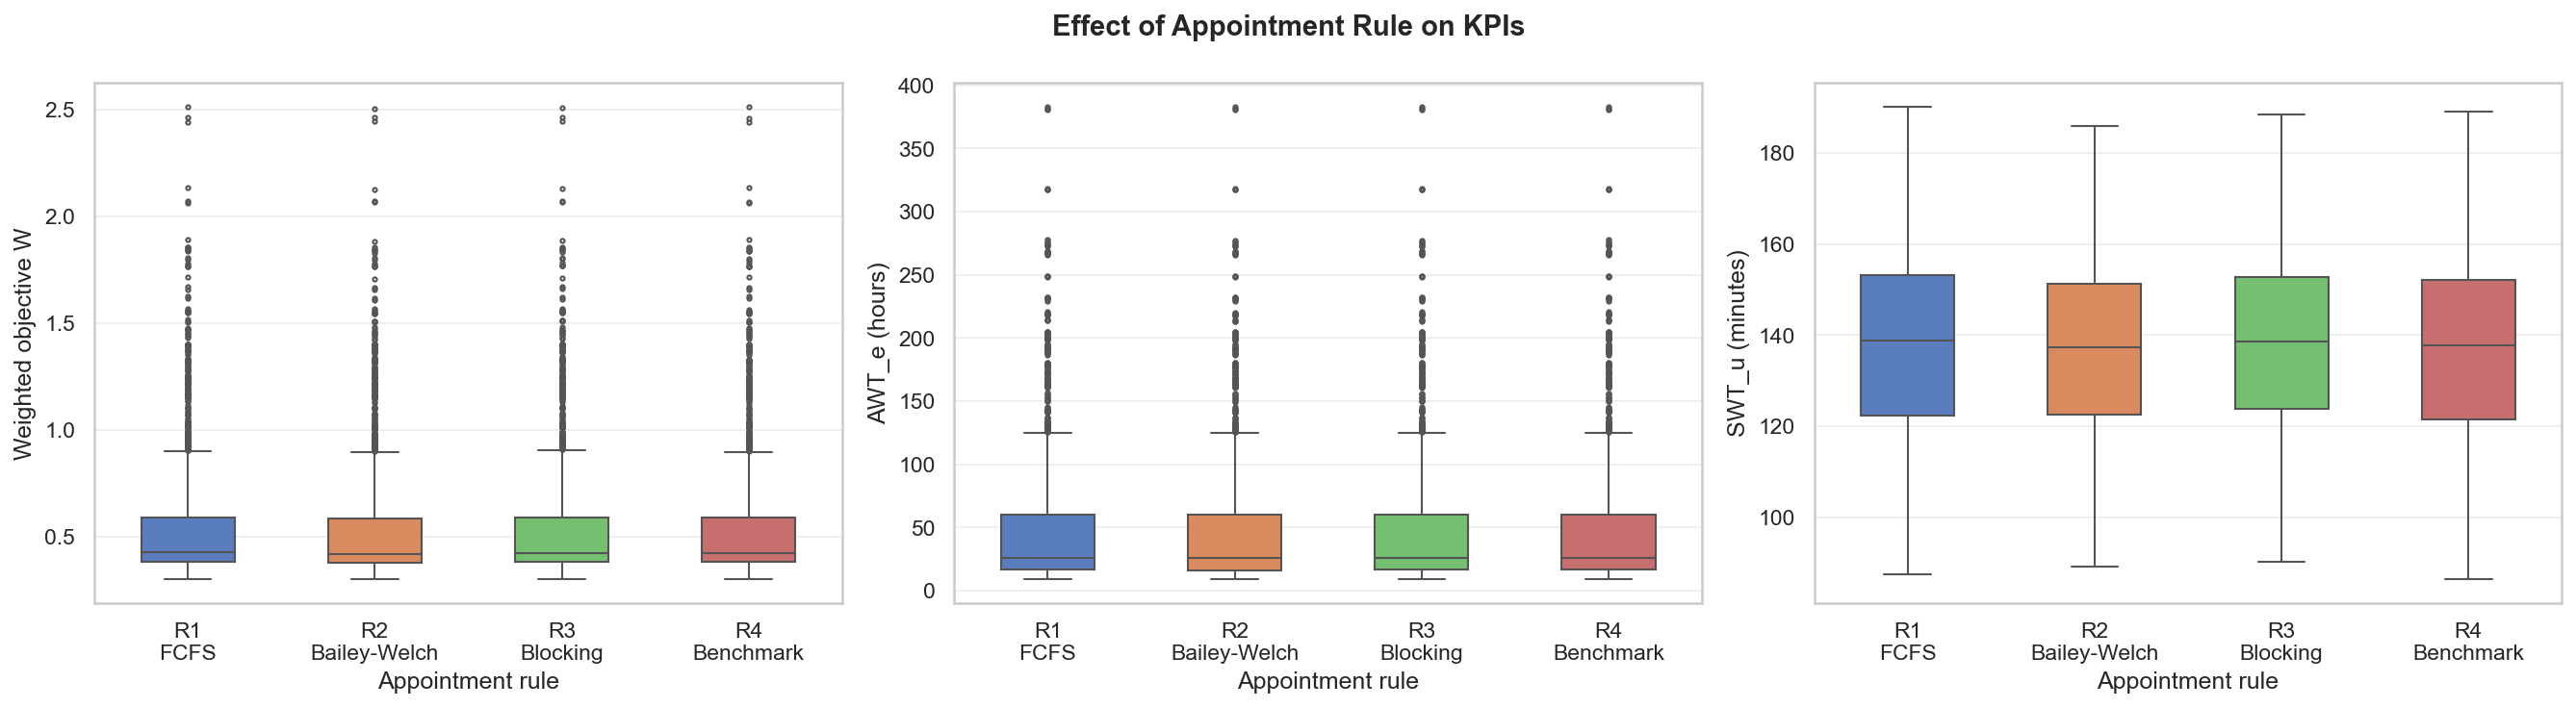 Effect of Appointment Rule on KPIs
Weighted objective W
2.5
2.0
1.5
1.0
0.5
R1
FCFS
R2
Bailey-Welch
R3
Blocking
R4
Benchmark
Appointment rule
AWT_e (hours)
400
350
300
250
200
150
100
50
0
R1
FCFS
R2
Bailey-Welch
R3
Blocking
R4
Benchmark
Appointment rule
SWT_u (minutes)
180
160
140
120
100
R1
FCFS
R2
Bailey-Welch
R3
Blocking
R4
Benchmark
Appointment rule